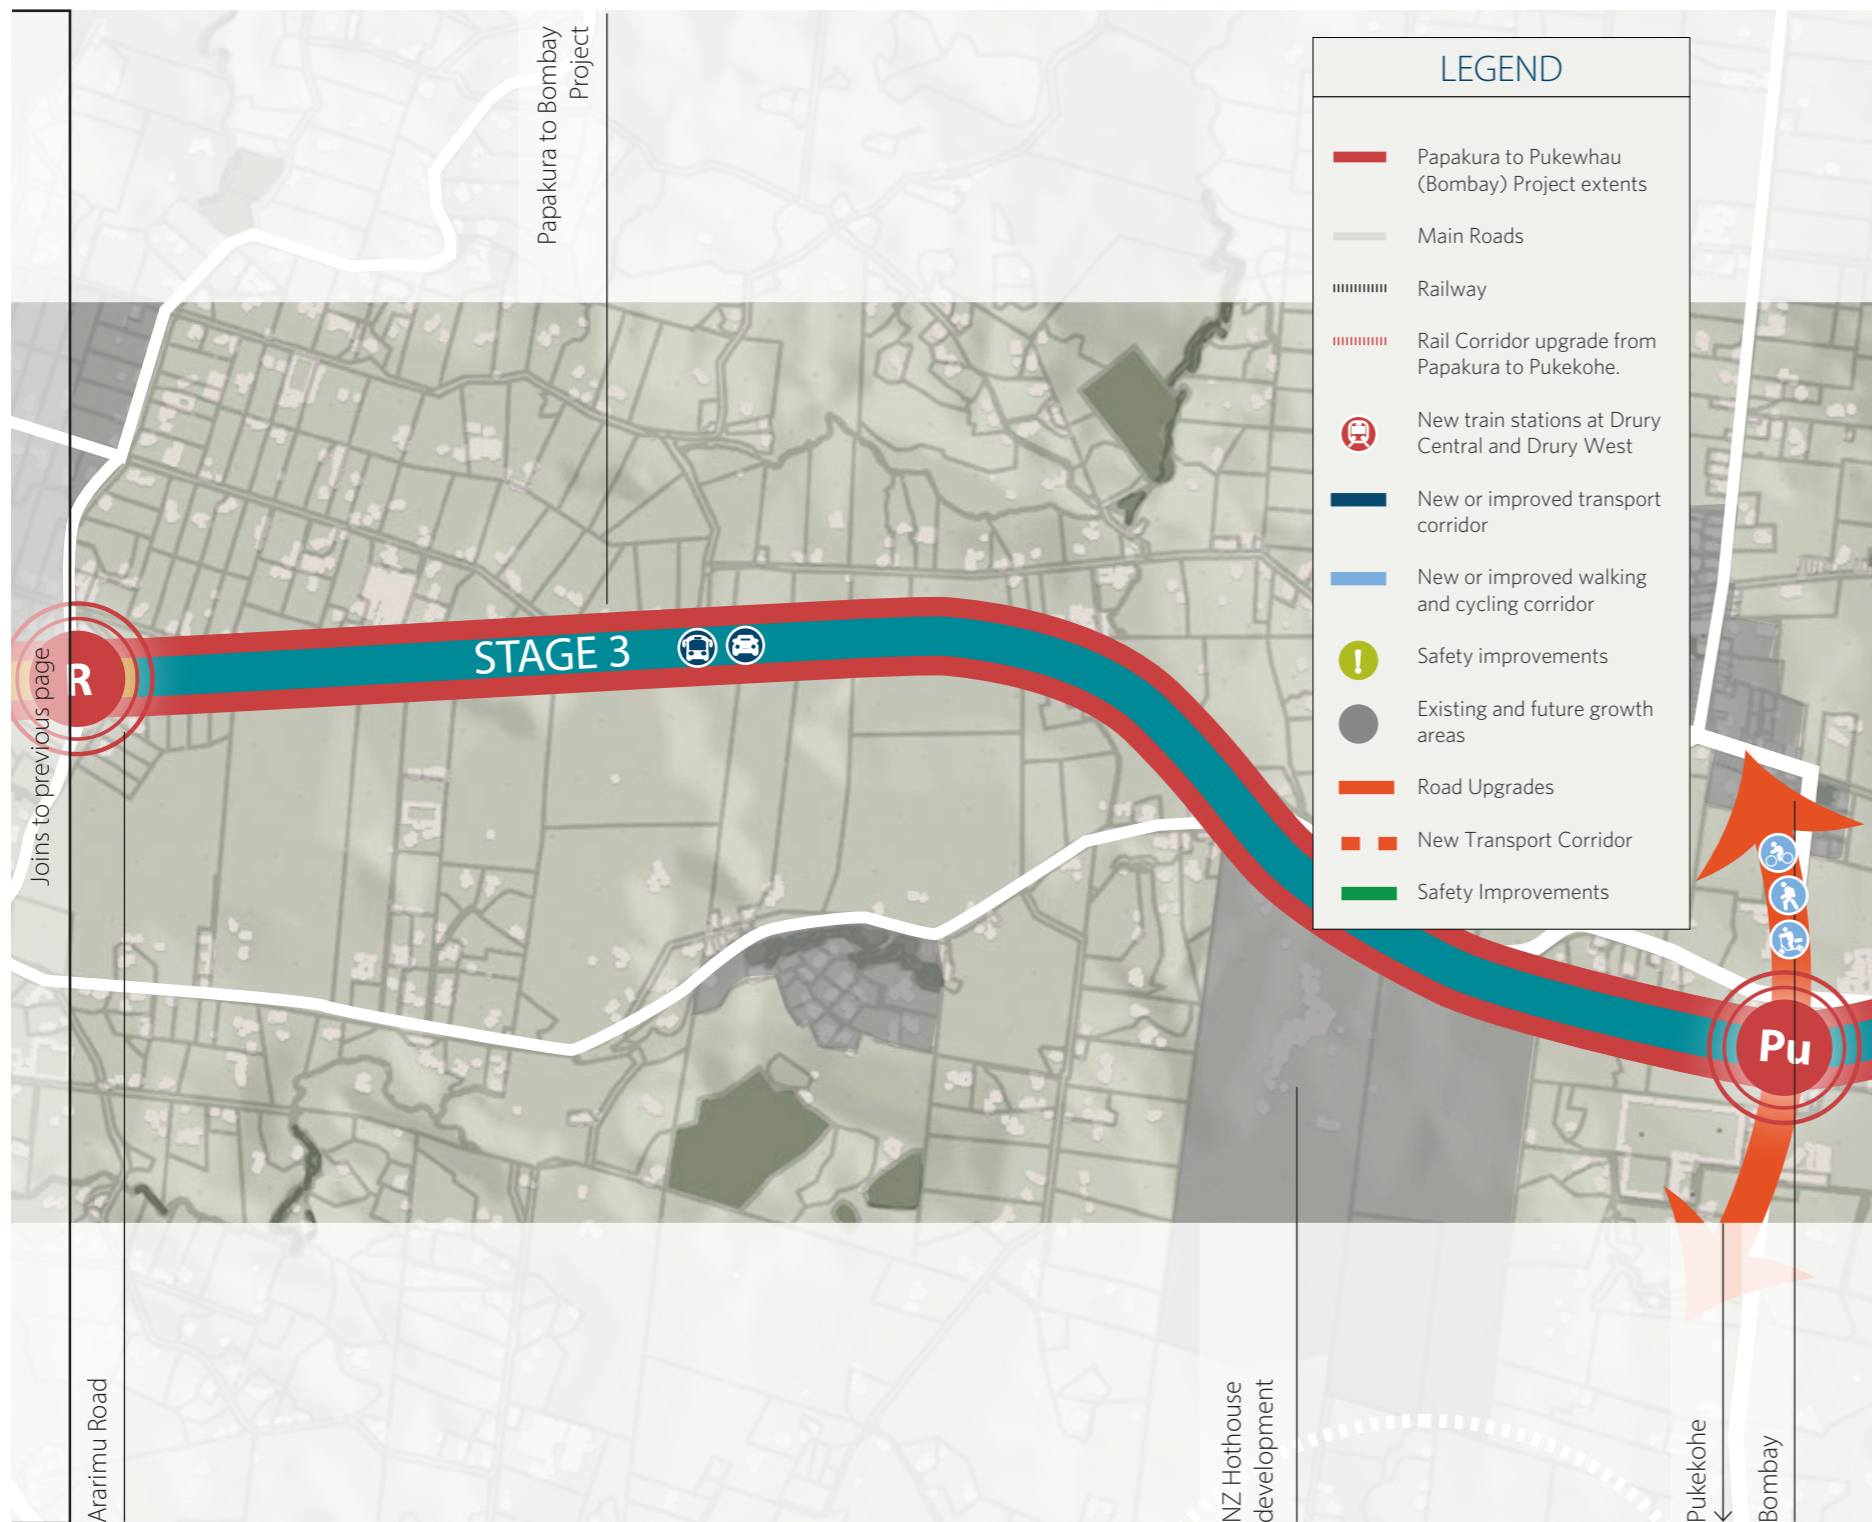 Papakura to Bombay
Project
LEGEND
Papakura to Pukewhau
(Bombay) Project extents
Main Roads
Railway
Rail Corridor upgrade from
Papakura to Pukekohe.
New train stations at Drury
Central and Drury West
New or improved transport
corridor
New or improved walking
and cycling corridor
Safety improvements
Existing and future growth
areas
Road Upgrades
New Transport Corridor
Safety Improvements
Joins to previous page
R
STAGE 3
Pu
Ararimu Road
NZ Hothouse
development
Pukekohe
Bombay